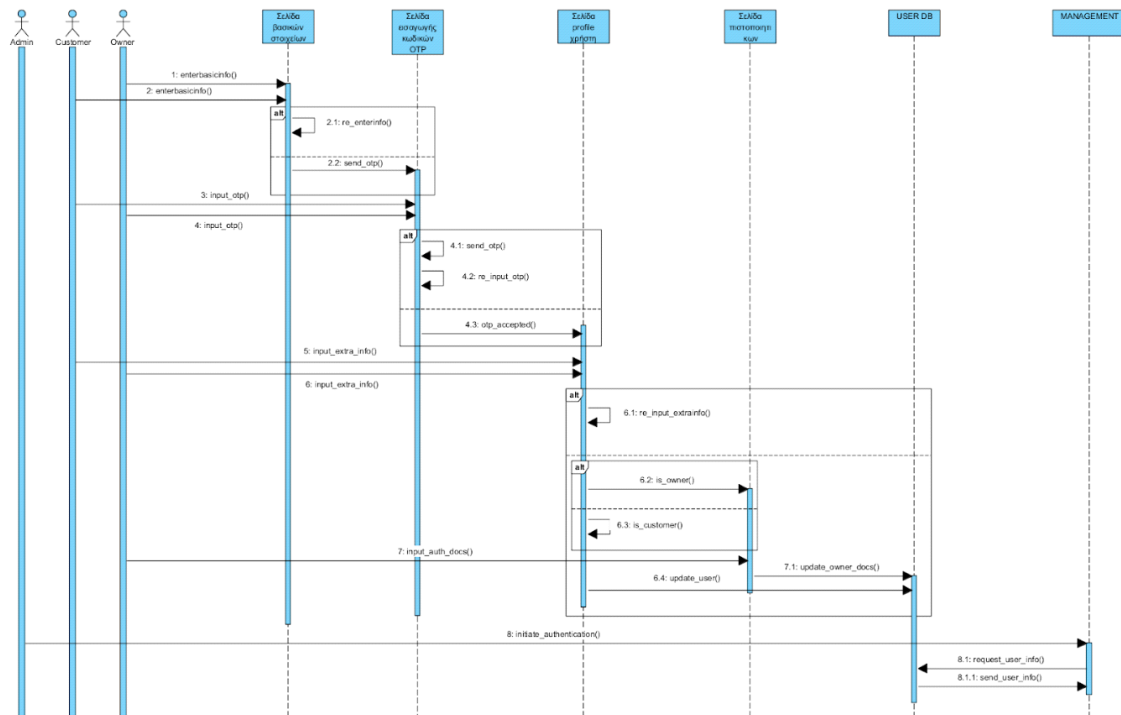 Admin
Customer
Owner
Σελίδα
βασικών
στοιχείων
Σελίδα
εισαγωγής
κωδικών
OTP
Σελίδα
profile
χρήστη
Σελίδα
πιστοποιητι
κων
USER DB
MANAGEMENT
1: enterbasicinfo()
2: enterbasicinfo()
alt
2.1: re_enterinfo()
2.2: send_otp()
3: input_otp()
4: input_otp()
alt
4.1: send_otp()
4.2: re_input_otp()
4.3: otp_accepted()
5: input_extra_info()
6: input_extra_info()
alt
6.1: re_input_extrainfo()
alt
6.2: is_owner()
6.3: is_customer()
7: input_auth_docs()
7.1: update_owner_docs()
6.4: update_user()
8: initiate_authentication()
8.1: request_user_info()
8.1.1: send_user_info()